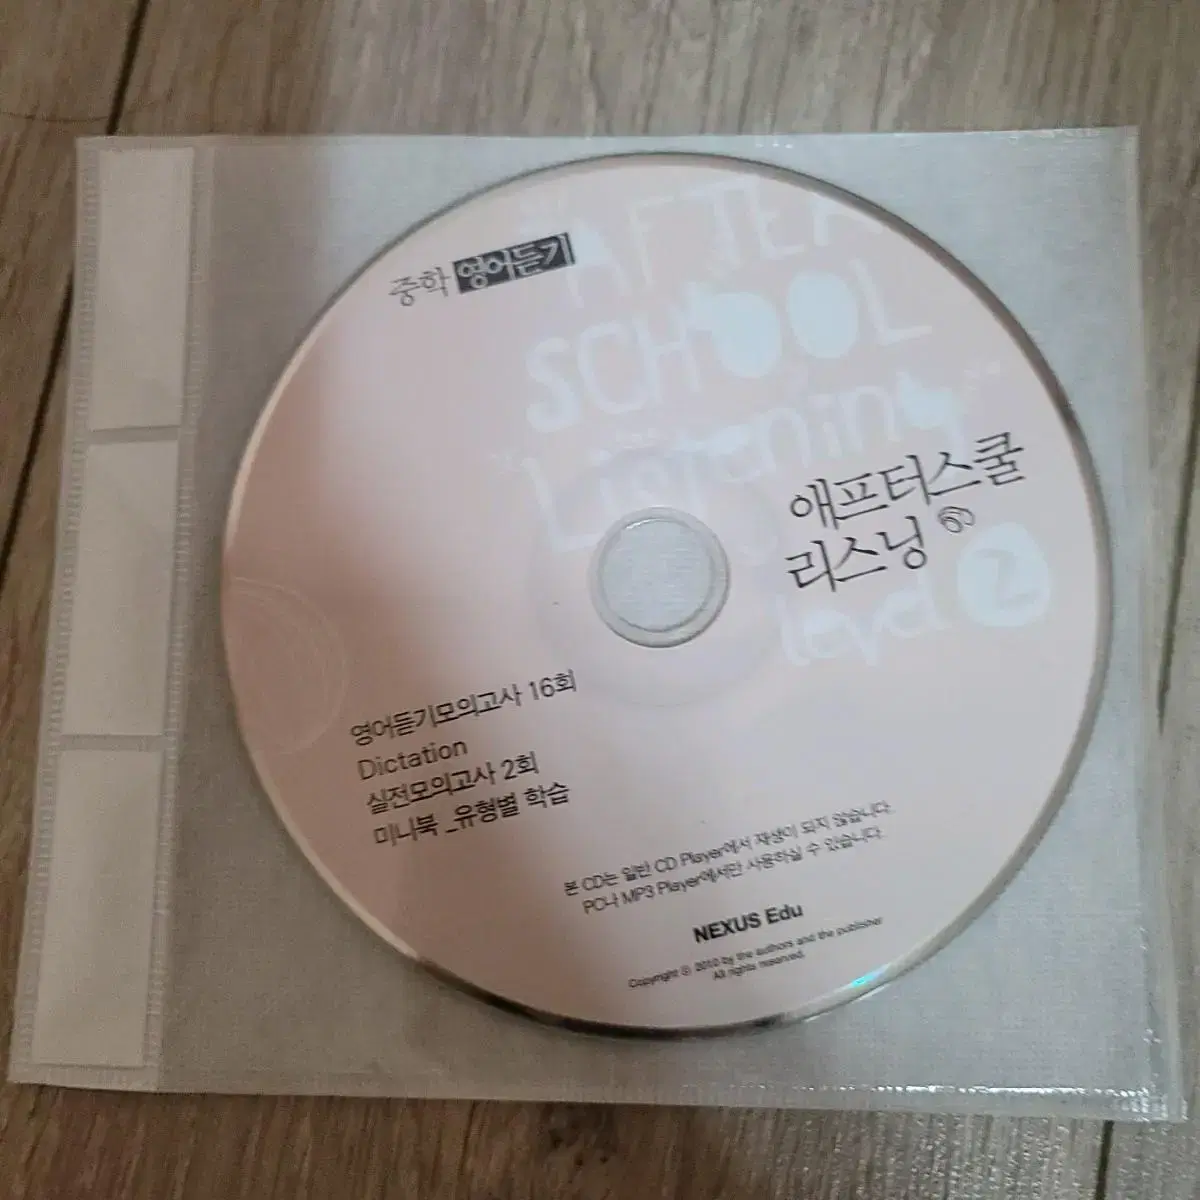 중학 영어듣기
AFTER
SCHOOL
Listening
애프터스쿨
리스닝
level 2
영어듣기모의고사 16회
Dictation
실전모의고사 2회
미니북 _유형별 학습
본 CD는 일반 CD Player에서 재생이 되지 않습니다.
PC나 MP3 Player에서만 사용하실 수 있습니다.
NEXUS Edu
Copyright ⓒ 2010 by the authors and the publisher
All rights reserved.